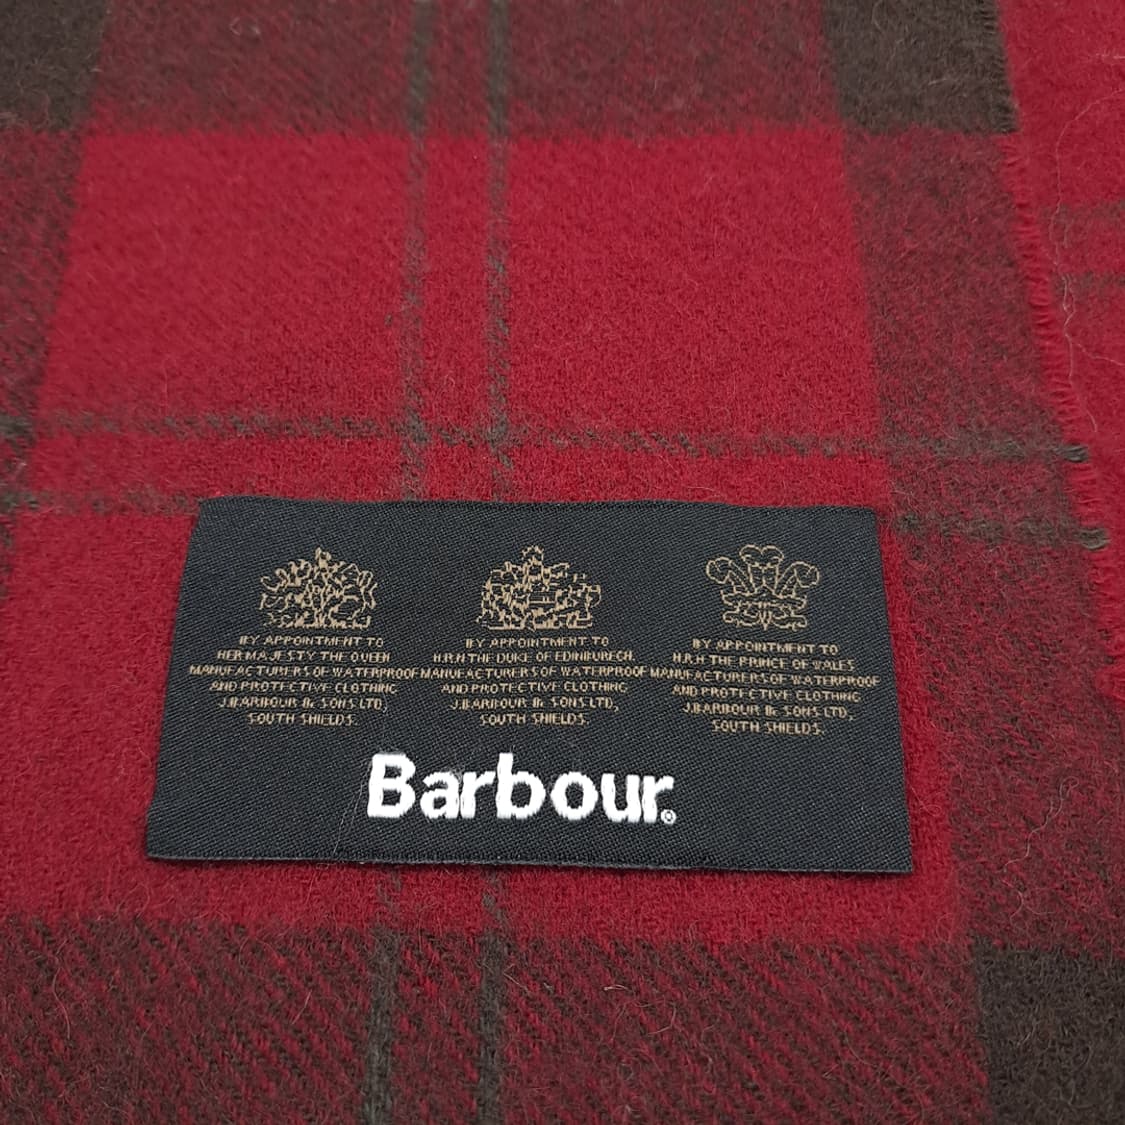 BY APPOINTMENT TO
HER MAJESTY THE QUEEN
MANUFACTURERS OF WATERPROOF
AND PROTECTIVE CLOTHING
J.BARBOUR & SONS LTD,
SOUTH SHIELDS.
BY APPOINTMENT TO
H.R.H THE DUKE OF EDINBURGH.
MANUFACTURERS OF WATERPROOF
AND PROTECTIVE CLOTHING
J.BARBOUR & SONS LTD,
SOUTH SHIELDS.
BY APPOINTMENT TO
H.R.H THE PRINCE OF WALES
MANUFACTURERS OF WATERPROOF
AND PROTECTIVE CLOTHING
J.BARBOUR & SONS LTD,
SOUTH SHIELDS.
Barbour®